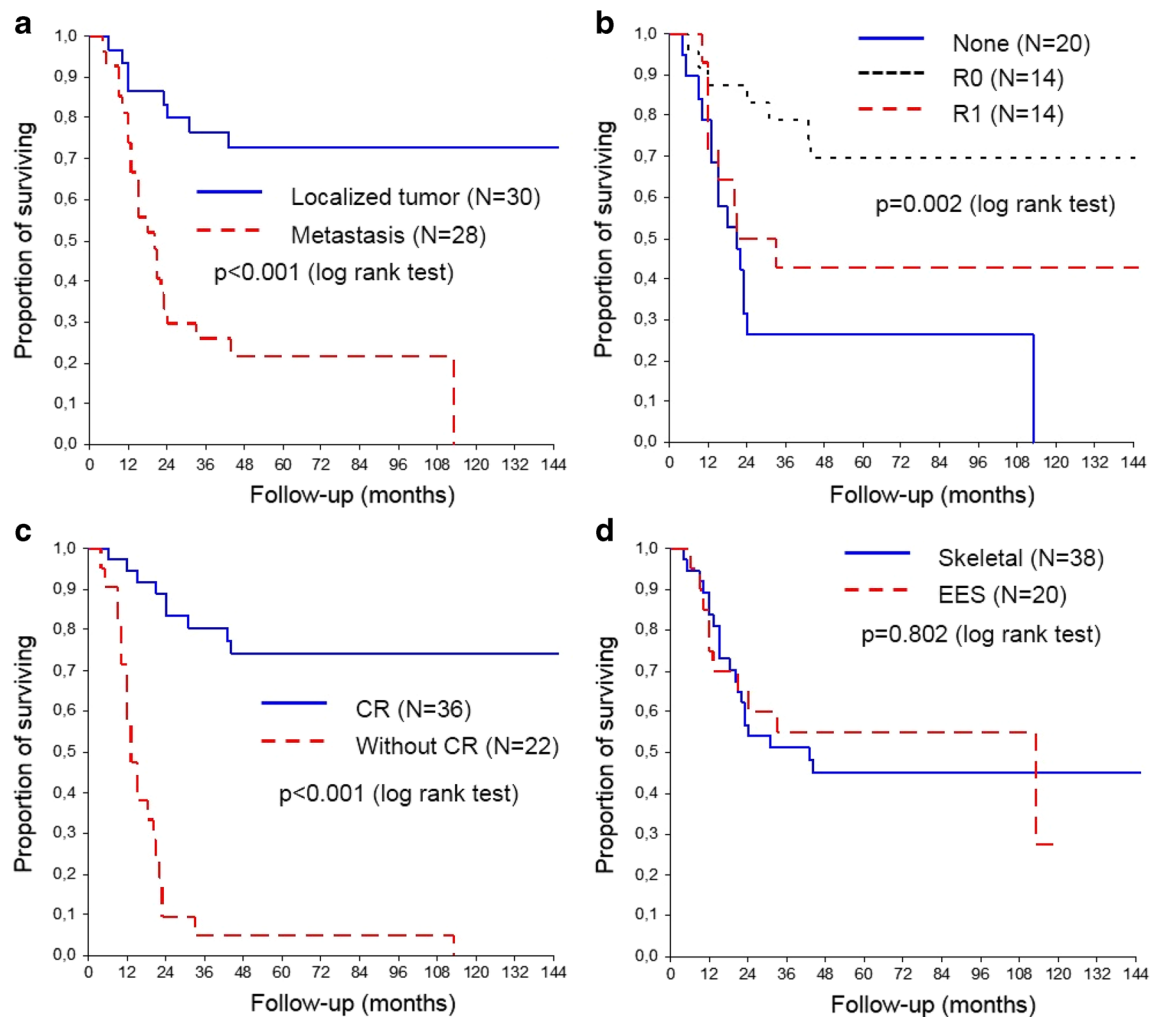 a
1,0
0,9
0,8
0,7
0,6
0,5
0,4
0,3
0,2
0,1
0,0
Proportion of surviving
Localized tumor (N=30)
Metastasis (N=28)
p<0.001 (log rank test)
0 12 24 36 48 60 72 84 96 108 120 132 144
Follow-up (months)
b
1,0
0,9
0,8
0,7
0,6
0,5
0,4
0,3
0,2
0,1
0,0
Proportion of surviving
None (N=20)
R0 (N=14)
R1 (N=14)
p=0.002 (log rank test)
0 12 24 36 48 60 72 84 96 108 120 132 144
Follow-up (months)
c
1,0
0,9
0,8
0,7
0,6
0,5
0,4
0,3
0,2
0,1
0,0
Proportion of surviving
CR (N=36)
Without CR (N=22)
p<0.001 (log rank test)
0 12 24 36 48 60 72 84 96 108 120 132 144
Follow-up (months)
d
1,0
0,9
0,8
0,7
0,6
0,5
0,4
0,3
0,2
0,1
0,0
Proportion of surviving
Skeletal (N=38)
EES (N=20)
p=0.802 (log rank test)
0 12 24 36 48 60 72 84 96 108 120 132 144
Follow-up (months)